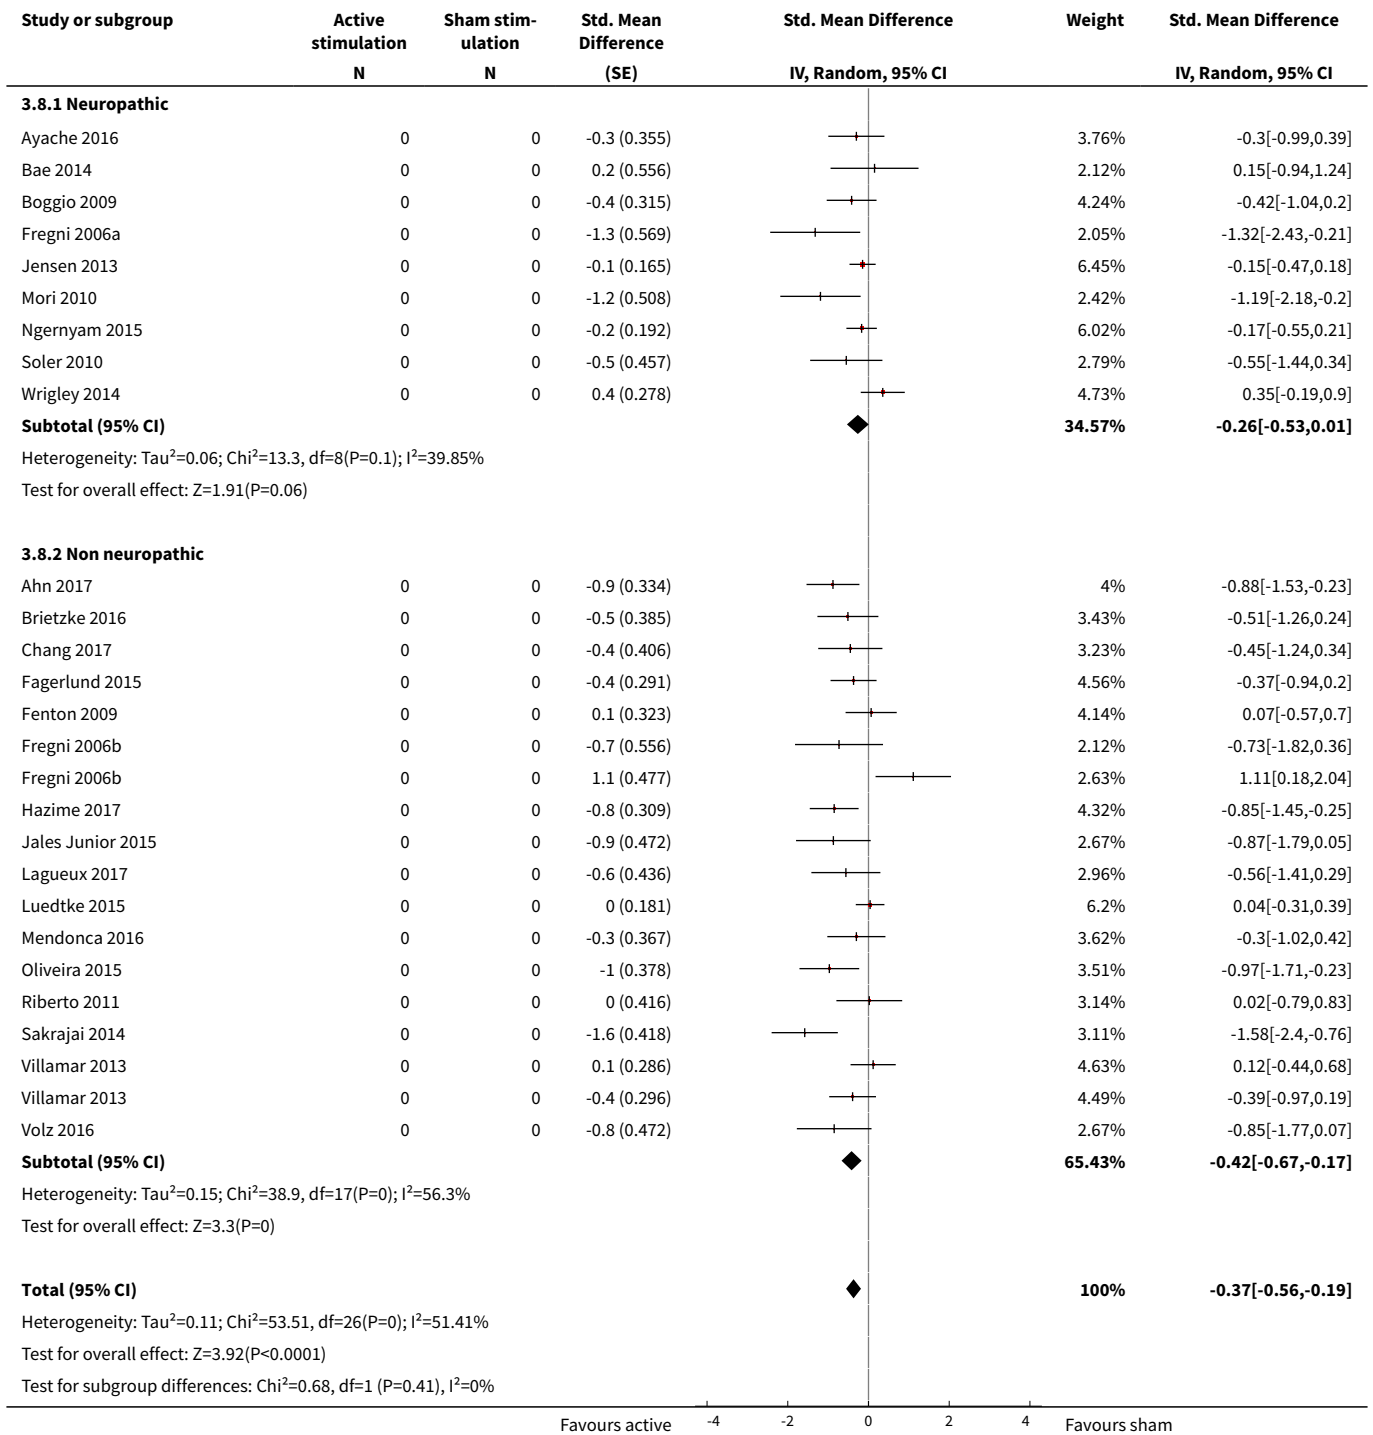 Study or subgroup Active stimulation Sham stim-ulation Std. Mean Difference Std. Mean Difference Weight Std. Mean Difference
N N (SE) IV, Random, 95% CI IV, Random, 95% CI
3.8.1 Neuropathic
Ayache 2016 0 0 -0.3 (0.355) 3.76% -0.3[-0.99,0.39]
Bae 2014 0 0 0.2 (0.556) 2.12% 0.15[-0.94,1.24]
Boggio 2009 0 0 -0.4 (0.315) 4.24% -0.42[-1.04,0.2]
Fregni 2006a 0 0 -1.3 (0.569) 2.05% -1.32[-2.43,-0.21]
Jensen 2013 0 0 -0.1 (0.165) 6.45% -0.15[-0.47,0.18]
Mori 2010 0 0 -1.2 (0.508) 2.42% -1.19[-2.18,-0.2]
Ngernyam 2015 0 0 -0.2 (0.192) 6.02% -0.17[-0.55,0.21]
Soler 2010 0 0 -0.5 (0.457) 2.79% -0.55[-1.44,0.34]
Wrigley 2014 0 0 0.4 (0.278) 4.73% 0.35[-0.19,0.9]
Subtotal (95% CI) 34.57% -0.26[-0.53,0.01]
Heterogeneity: Tau²=0.06; Chi²=13.3, df=8(P=0.1); I²=39.85%
Test for overall effect: Z=1.91(P=0.06)
3.8.2 Non neuropathic
Ahn 2017 0 0 -0.9 (0.334) 4% -0.88[-1.53,-0.23]
Brietzke 2016 0 0 -0.5 (0.385) 3.43% -0.51[-1.26,0.24]
Chang 2017 0 0 -0.4 (0.406) 3.23% -0.45[-1.24,0.34]
Fagerlund 2015 0 0 -0.4 (0.291) 4.56% -0.37[-0.94,0.2]
Fenton 2009 0 0 0.1 (0.323) 4.14% 0.07[-0.57,0.7]
Fregni 2006b 0 0 -0.7 (0.556) 2.12% -0.73[-1.82,0.36]
Fregni 2006b 0 0 1.1 (0.477) 2.63% 1.11[0.18,2.04]
Hazime 2017 0 0 -0.8 (0.309) 4.32% -0.85[-1.45,-0.25]
Jales Junior 2015 0 0 -0.9 (0.472) 2.67% -0.87[-1.79,0.05]
Lagueux 2017 0 0 -0.6 (0.436) 2.96% -0.56[-1.41,0.29]
Luedtke 2015 0 0 0 (0.181) 6.2% 0.04[-0.31,0.39]
Mendonca 2016 0 0 -0.3 (0.367) 3.62% -0.3[-1.02,0.42]
Oliveira 2015 0 0 -1 (0.378) 3.51% -0.97[-1.71,-0.23]
Riberto 2011 0 0 0 (0.416) 3.14% 0.02[-0.79,0.83]
Sakrajai 2014 0 0 -1.6 (0.418) 3.11% -1.58[-2.4,-0.76]
Villamar 2013 0 0 0.1 (0.286) 4.63% 0.12[-0.44,0.68]
Villamar 2013 0 0 -0.4 (0.296) 4.49% -0.39[-0.97,0.19]
Volz 2016 0 0 -0.8 (0.472) 2.67% -0.85[-1.77,0.07]
Subtotal (95% CI) 65.43% -0.42[-0.67,-0.17]
Heterogeneity: Tau²=0.15; Chi²=38.9, df=17(P=0); I²=56.3%
Test for overall effect: Z=3.3(P=0)
Total (95% CI) 100% -0.37[-0.56,-0.19]
Heterogeneity: Tau²=0.11; Chi²=53.51, df=26(P=0); I²=51.41%
Test for overall effect: Z=3.92(P<0.0001)
Test for subgroup differences: Chi²=0.68, df=1 (P=0.41), I²=0%
Favours active -4 -2 0 2 4 Favours sham